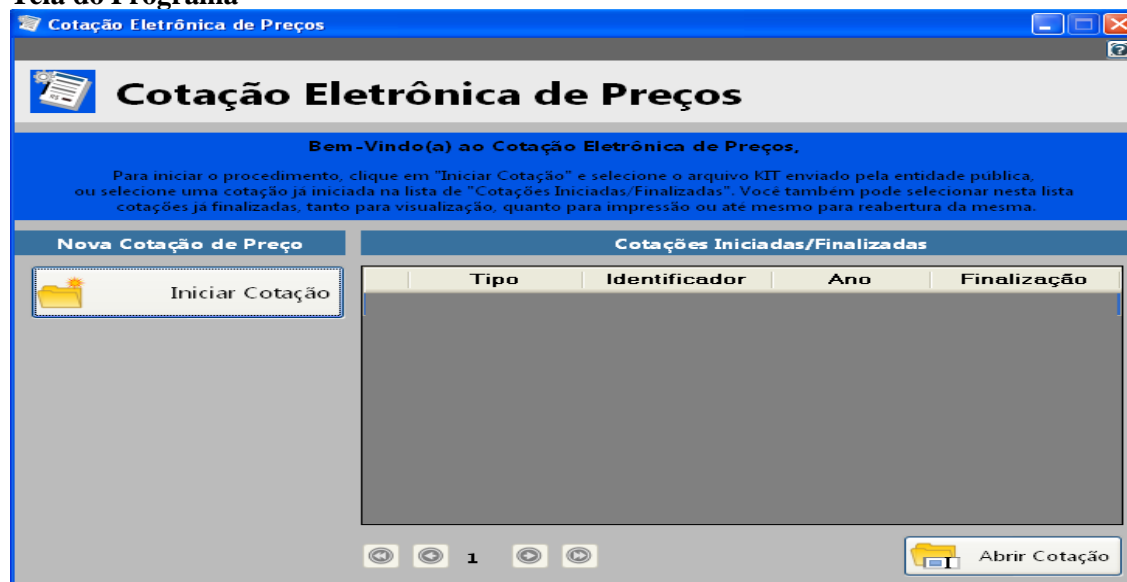 Tela do Programa
Cotação Eletrônica de Preços
Cotação Eletrônica de Preços
Bem-Vindo(a) ao Cotação Eletrônica de Preços,
Para iniciar o procedimento, clique em "Iniciar Cotação" e selecione o arquivo KIT enviado pela entidade pública,
ou selecione uma cotação já iniciada na lista de "Cotações Iniciadas/Finalizadas". Você também pode selecionar nesta lista
cotações já finalizadas, tanto para visualização, quanto para impressão ou até mesmo para reabertura da mesma.
Nova Cotação de Preço
Cotações Iniciadas/Finalizadas
Iniciar Cotação
Tipo Identificador Ano Finalização
1
Abrir Cotação